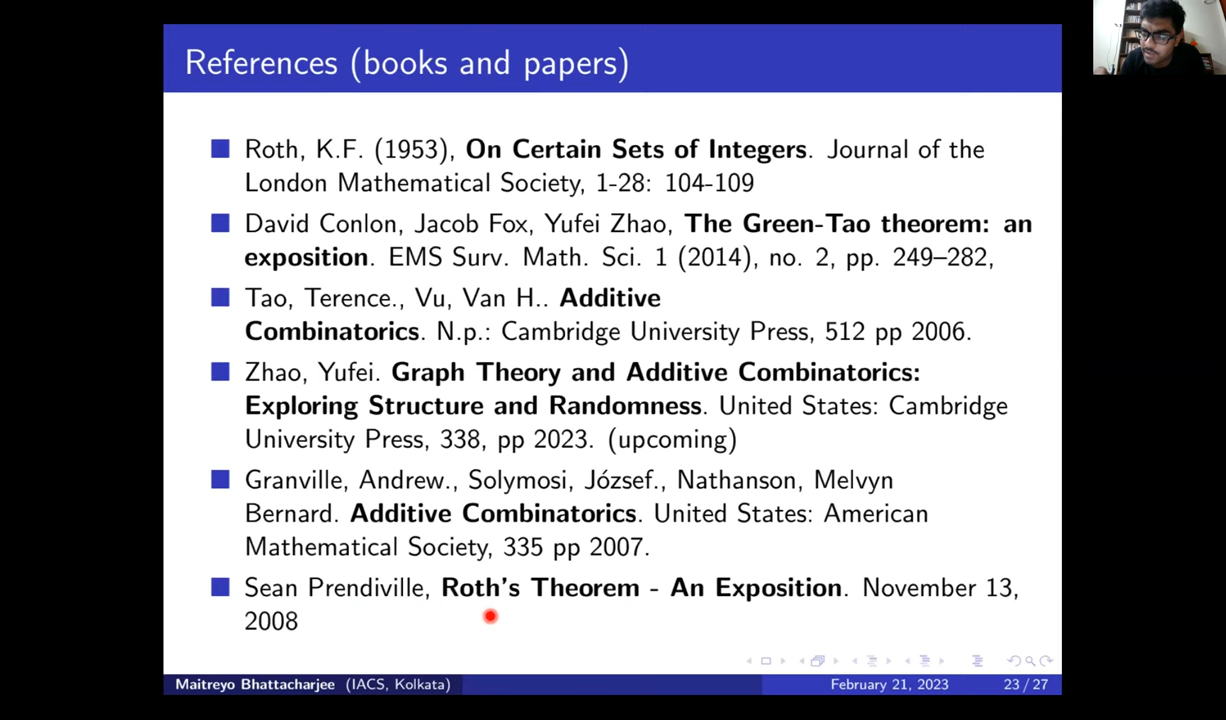 References (books and papers)
Roth, K.F. (1953), On Certain Sets of Integers. Journal of the
London Mathematical Society, 1-28: 104-109
David Conlon, Jacob Fox, Yufei Zhao, The Green-Tao theorem: an
exposition. EMS Surv. Math. Sci. 1 (2014), no. 2, pp. 249–282,
Tao, Terence., Vu, Van H.. Additive
Combinatorics. N.p.: Cambridge University Press, 512 pp 2006.
Zhao, Yufei. Graph Theory and Additive Combinatorics:
Exploring Structure and Randomness. United States: Cambridge
University Press, 338, pp 2023. (upcoming)
Granville, Andrew., Solymosi, József., Nathanson, Melvyn
Bernard. Additive Combinatorics. United States: American
Mathematical Society, 335 pp 2007.
Sean Prendiville, Roth's Theorem - An Exposition. November 13,
2008
Maitreyo Bhattacharjee (IACS, Kolkata) February 21, 2023 23 / 27